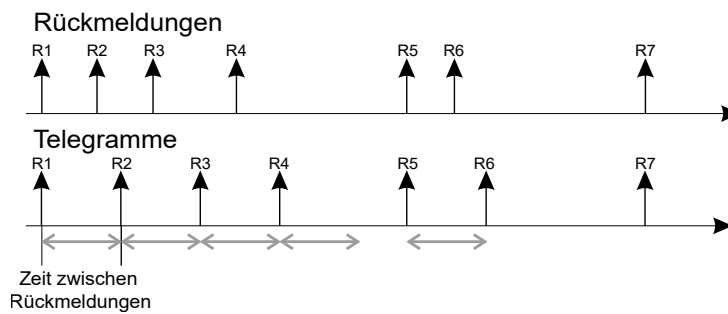 Rückmeldungen
R1 R2 R3 R4 R5 R6 R7
Telegramme
R1 R2 R3 R4 R5 R6 R7
Zeit zwischen
Rückmeldungen